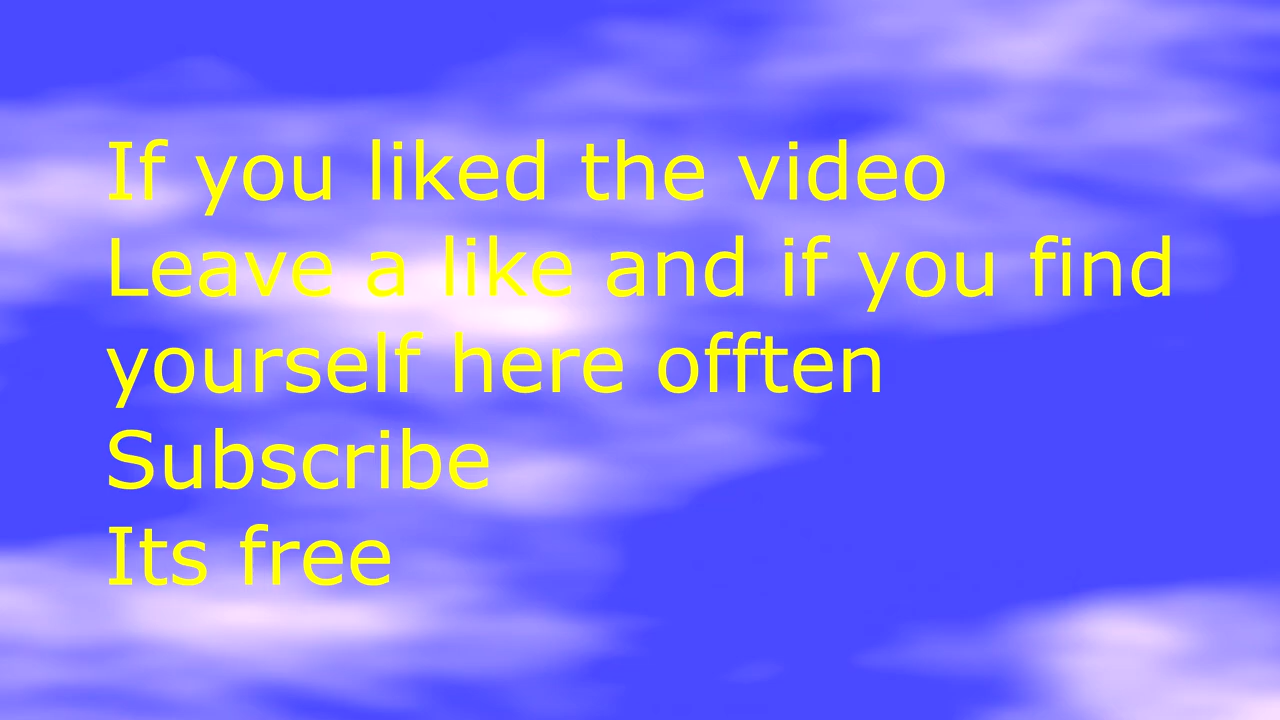 If you liked the video
Leave a like and if you find
yourself here offten
Subscribe
Its free